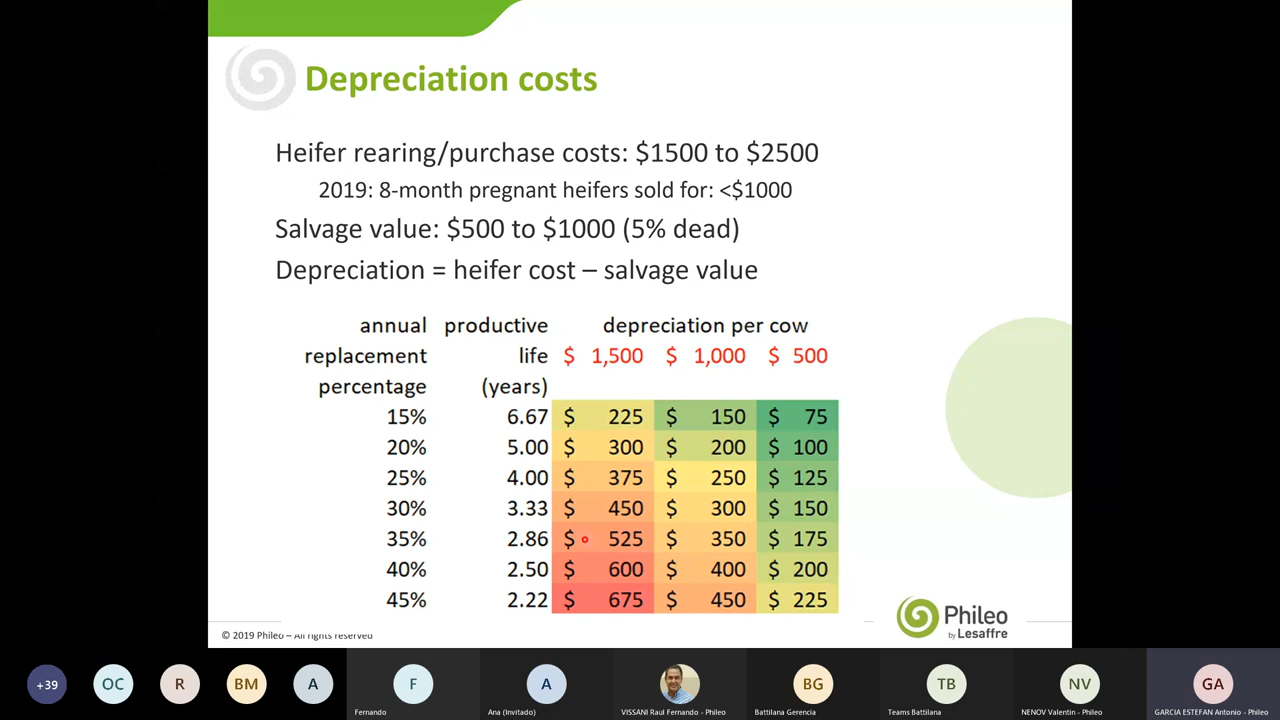 Depreciation costs
Heifer rearing/purchase costs: $1500 to $2500
2019: 8-month pregnant heifers sold for: <$1000
Salvage value: $500 to $1000 (5% dead)
Depreciation = heifer cost – salvage value
annual productive depreciation per cow
replacement life $ 1,500 $ 1,000 $ 500
percentage (years)
15% 6.67 $ 225 $ 150 $ 75
20% 5.00 $ 300 $ 200 $ 100
25% 4.00 $ 375 $ 250 $ 125
30% 3.33 $ 450 $ 300 $ 150
35% 2.86 $ 525 $ 350 $ 175
40% 2.50 $ 600 $ 400 $ 200
45% 2.22 $ 675 $ 450 $ 225
Phileo
by Lesaffre
© 2019 Phileo – All rights reserved
+39 OC R BM A F A BG TB NV GA
Fernando Ana (Invitado) VISSANI Raul Fernando - Phileo Battilana Gerencia Teams Battilana NENOV Valentin - Phileo GARCIA ESTEFAN Antonio - Phileo